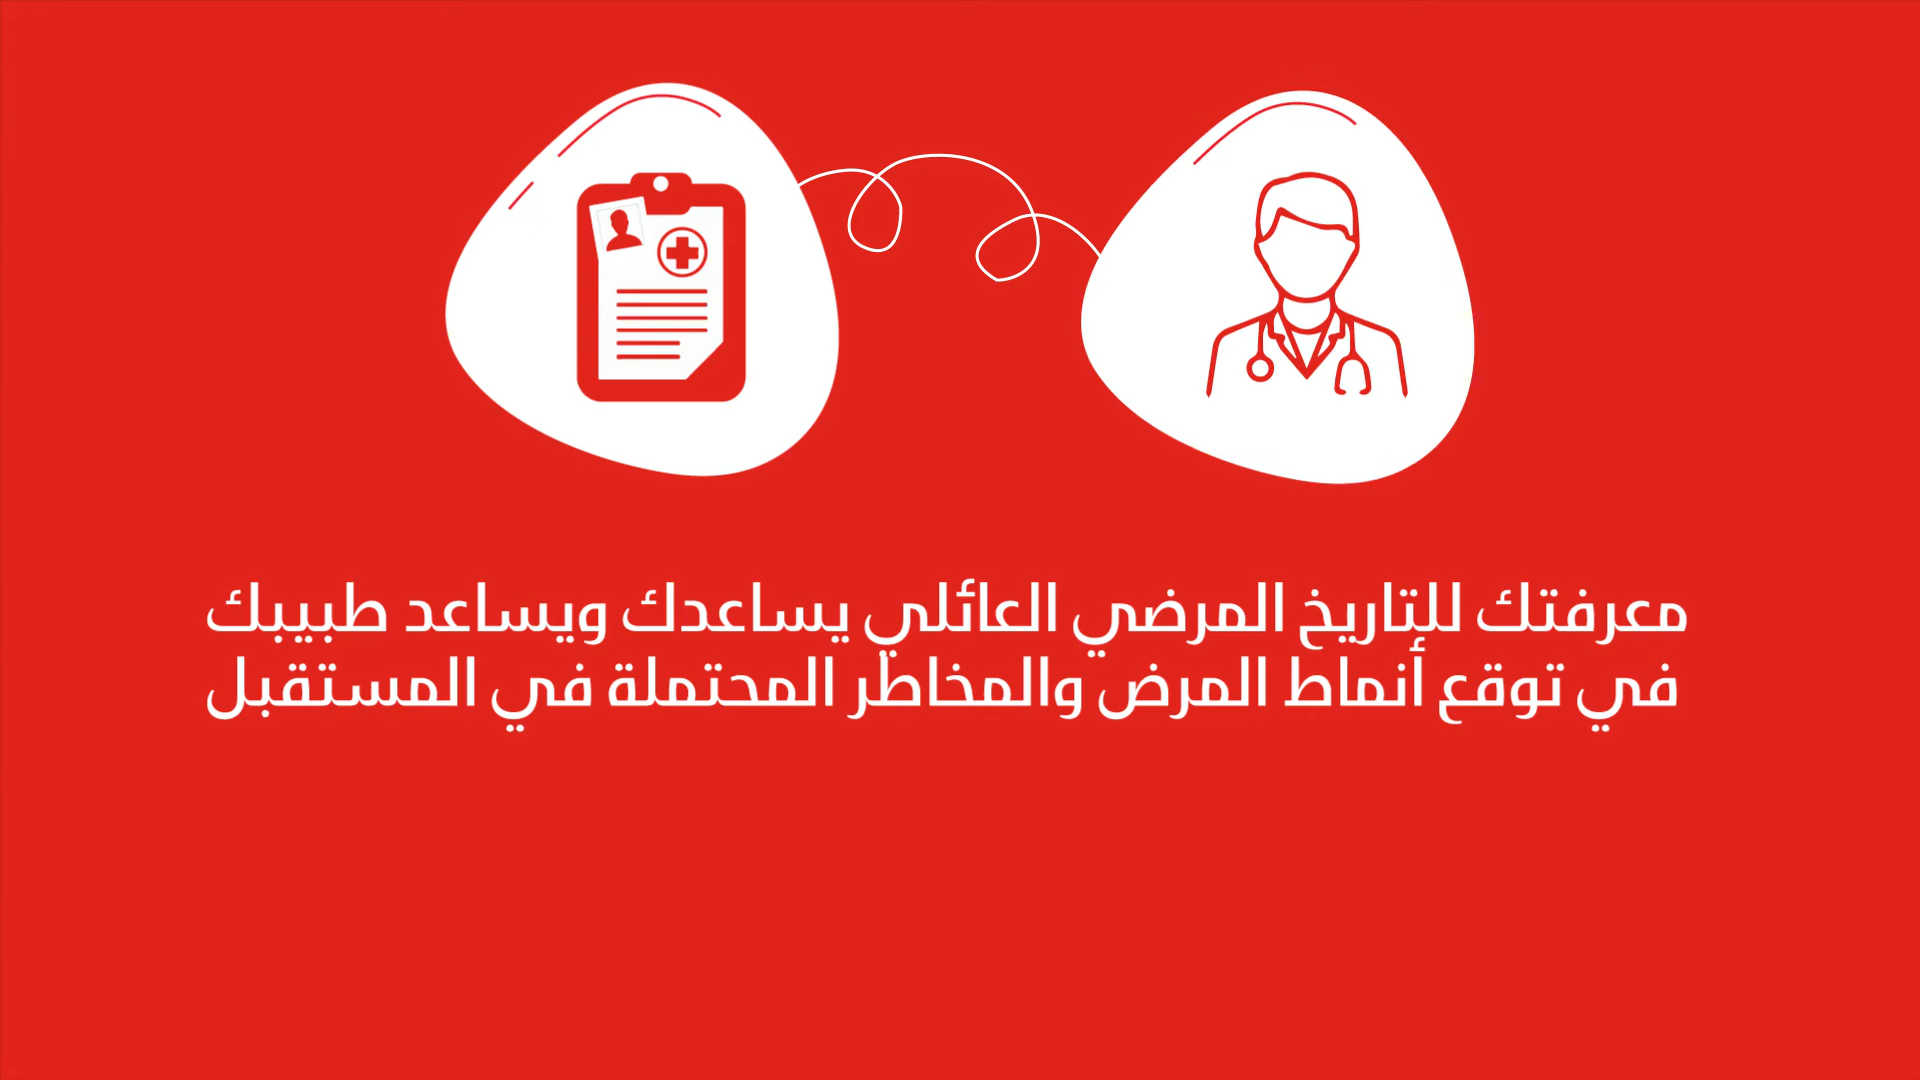 معرفتك للتاريخ المرضي العائلي يساعدك ويساعد طبيبك
في توقع أنماط المرض والمخاطر المحتملة في المستقبل